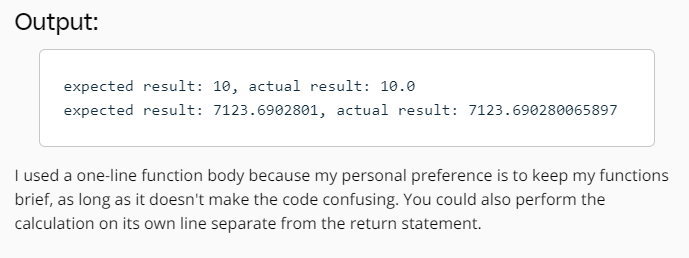 Output:
expected result: 10, actual result: 10.0
expected result: 7123.6902801, actual result: 7123.690280065897
I used a one-line function body because my personal preference is to keep my functions
brief, as long as it doesn't make the code confusing. You could also perform the
calculation on its own line separate from the return statement.